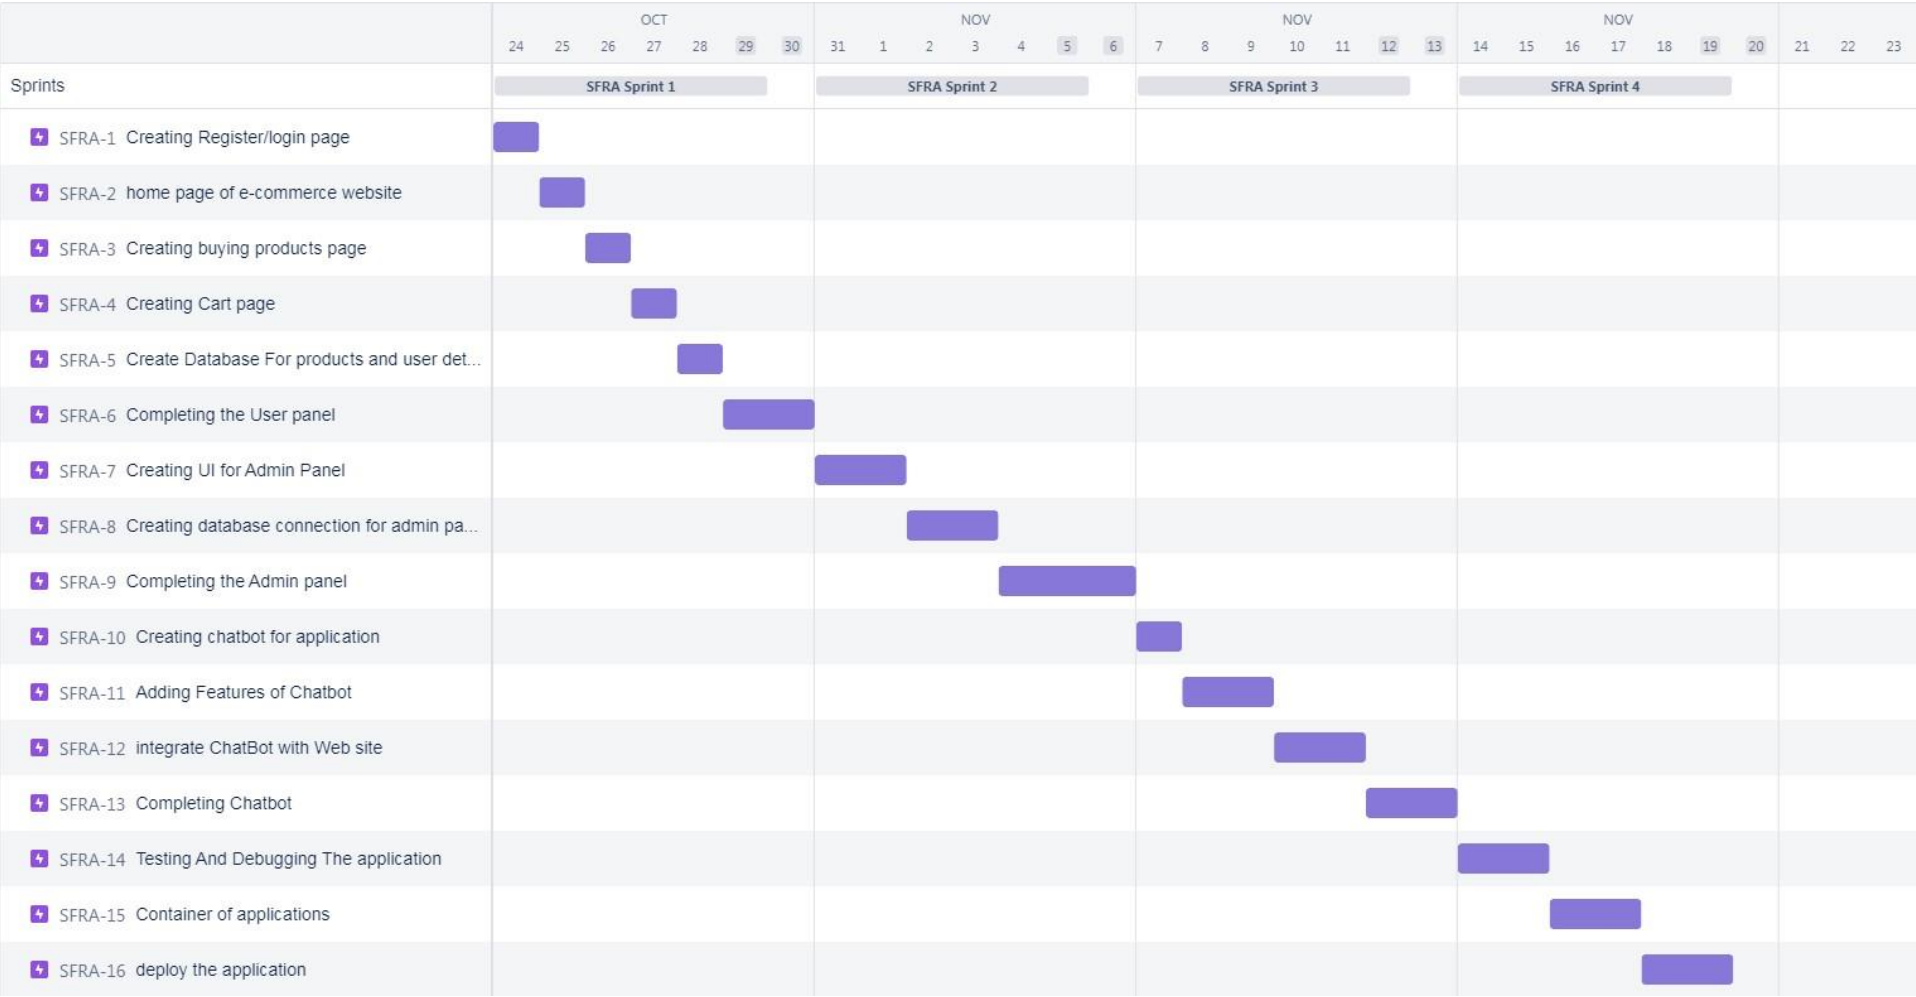 OCT NOV NOV NOV
24 25 26 27 28 29 30 31 1 2 3 4 5 6 7 8 9 10 11 12 13 14 15 16 17 18 19 20 21 22 23
Sprints SFRA Sprint 1 SFRA Sprint 2 SFRA Sprint 3 SFRA Sprint 4
SFRA-1 Creating Register/login page
SFRA-2 home page of e-commerce website
SFRA-3 Creating buying products page
SFRA-4 Creating Cart page
SFRA-5 Create Database For products and user det...
SFRA-6 Completing the User panel
SFRA-7 Creating UI for Admin Panel
SFRA-8 Creating database connection for admin pa...
SFRA-9 Completing the Admin panel
SFRA-10 Creating chatbot for application
SFRA-11 Adding Features of Chatbot
SFRA-12 integrate ChatBot with Web site
SFRA-13 Completing Chatbot
SFRA-14 Testing And Debugging The application
SFRA-15 Container of applications
SFRA-16 deploy the application